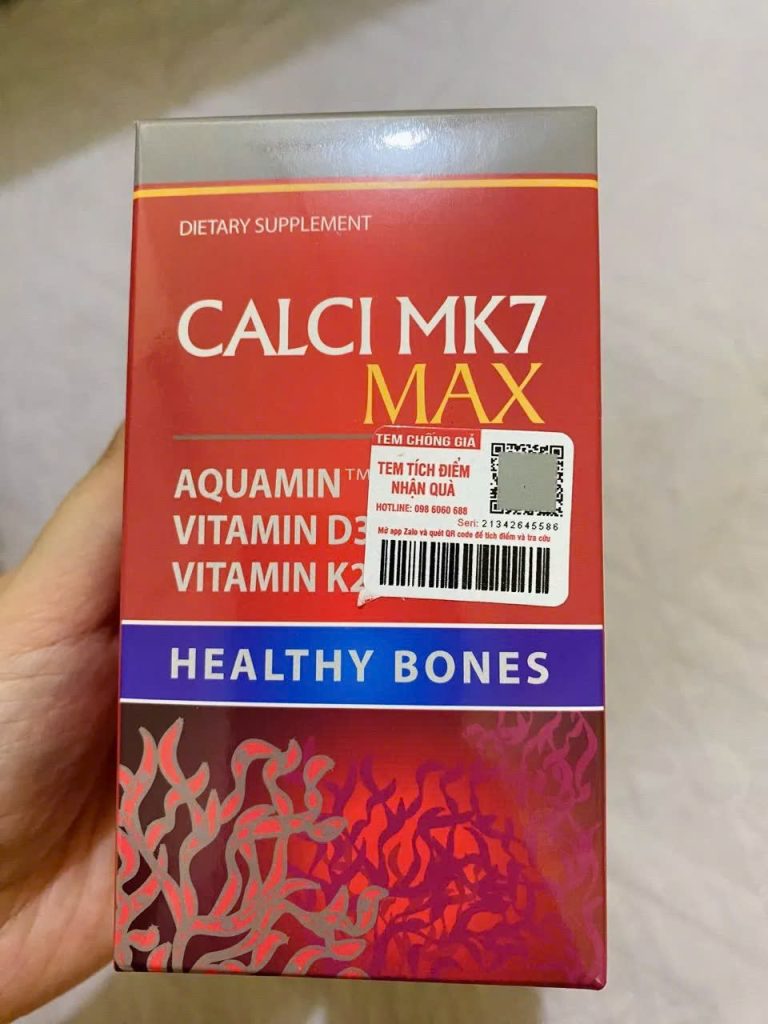 DIETARY SUPPLEMENT
CALCI MK7
MAX
AQUAMIN™
VITAMIN D3
VITAMIN K2
TEM CHỐNG GIẢ
TEM TÍCH ĐIỂM
NHẬN QUÀ
HOTLINE: 098 6060 688
Seri: 21342645586
Mở app Zalo và quét QR code để tích điểm và tra cứu
HEALTHY BONES